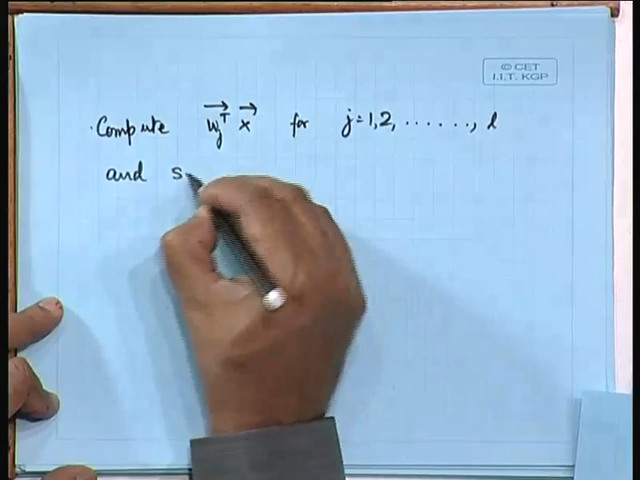 © CET
I.I.T. KGP
Compute w⃗ⱼᵀ x⃗ for j=1,2,......, l
and s